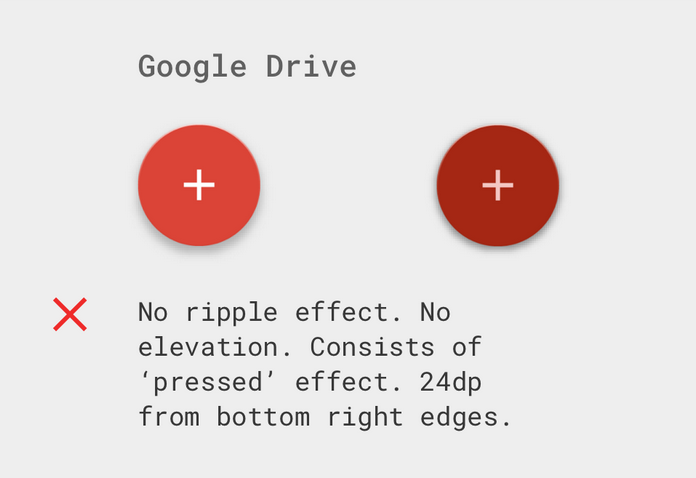 Google Drive
No ripple effect. No
elevation. Consists of
‘pressed’ effect. 24dp
from bottom right edges.